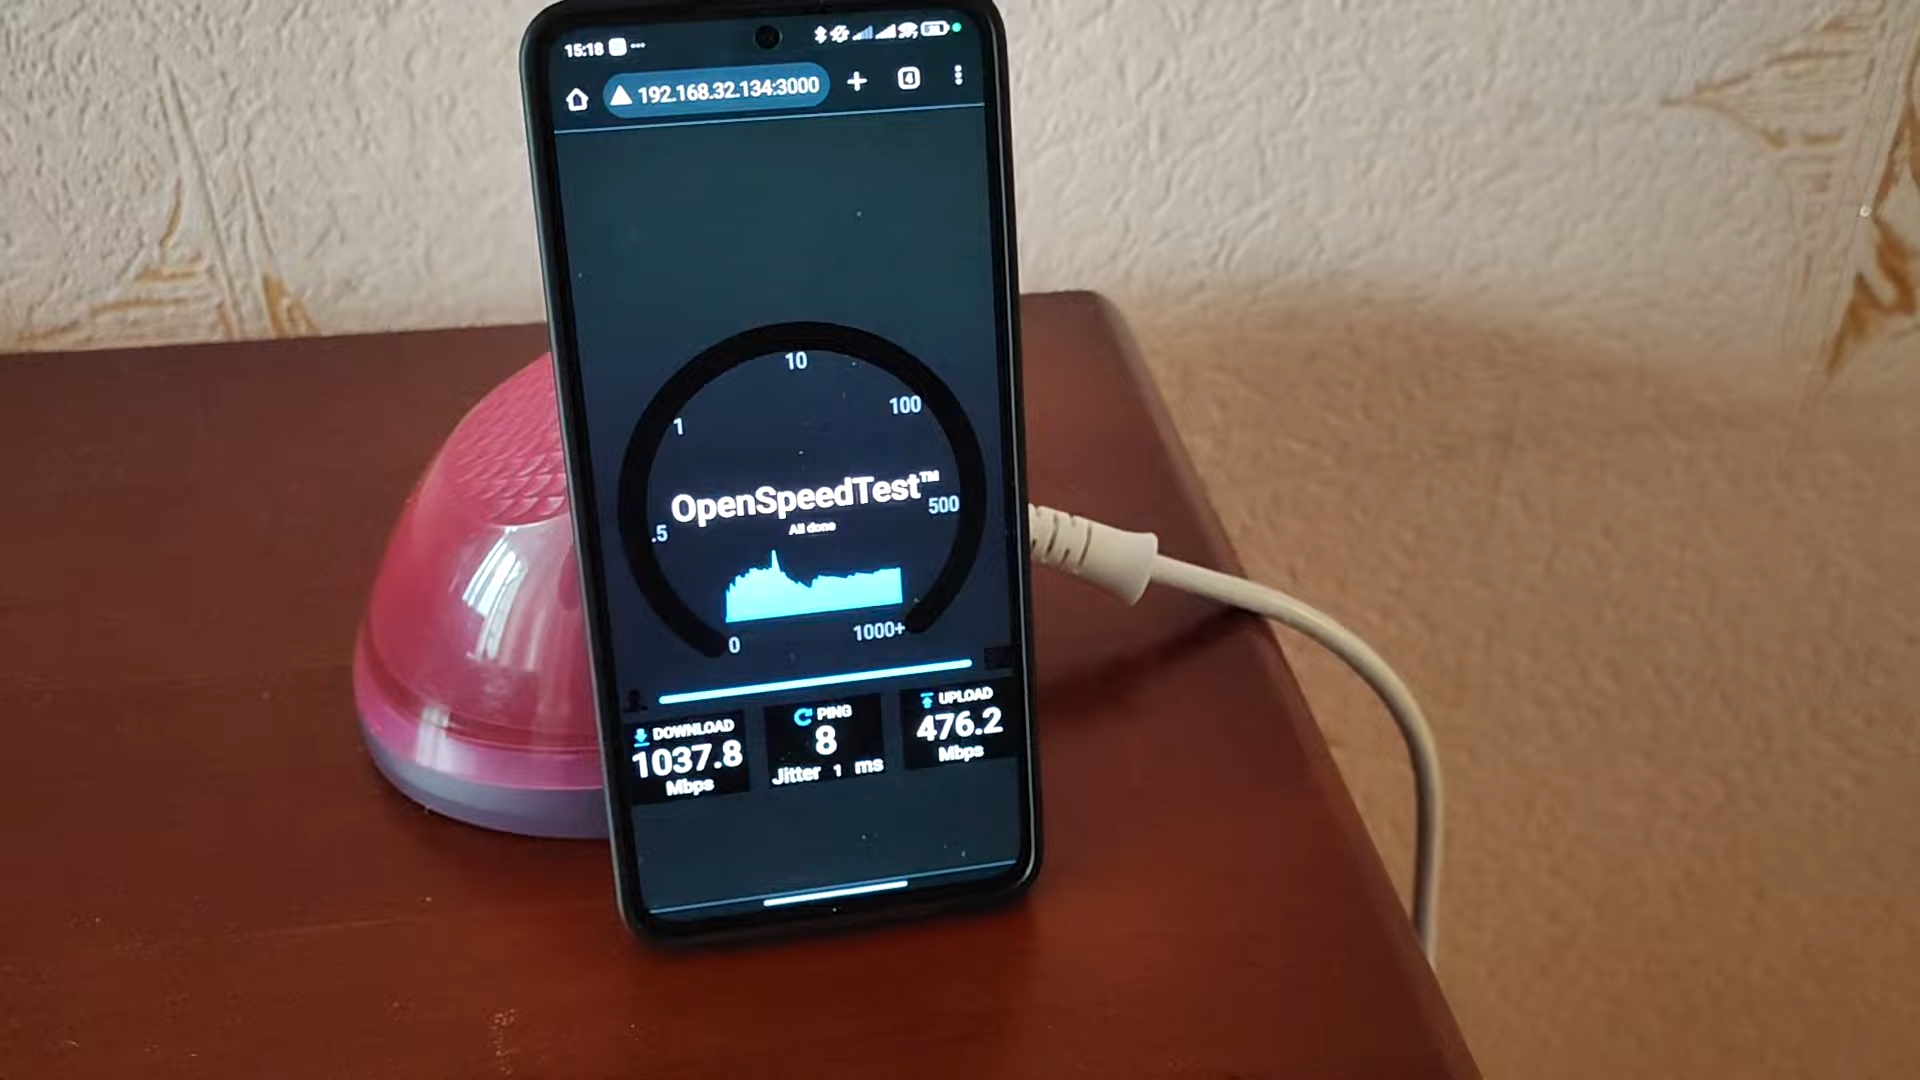 15:18
192.168.32.134:3000
4
10
100
1
OpenSpeedTest™
500
All done
.5
0
1000+
DOWNLOAD
1037.8
Mbps
PING
8
Jitter 1 ms
UPLOAD
476.2
Mbps